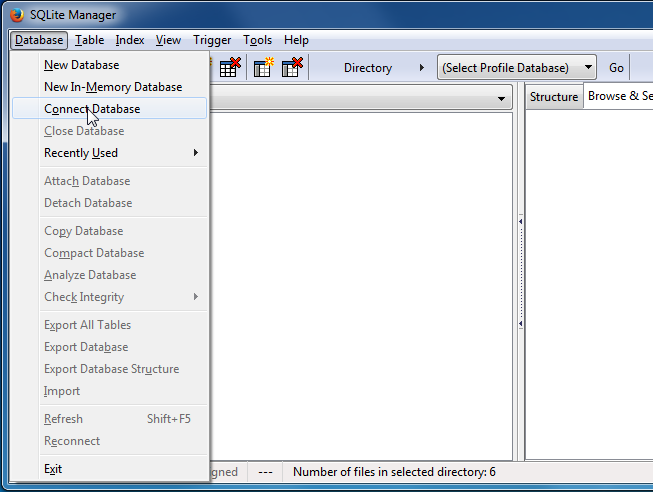 SQLite Manager
Database Table Index View Trigger Tools Help
Directory (Select Profile Database) Go
New Database
New In-Memory Database
Connect Database
Close Database
Recently Used
Attach Database
Detach Database
Copy Database
Compact Database
Analyze Database
Check Integrity
Export All Tables
Export Database
Export Database Structure
Import
Refresh Shift+F5
Reconnect
Exit
Structure Browse & Se
gned --- Number of files in selected directory: 6